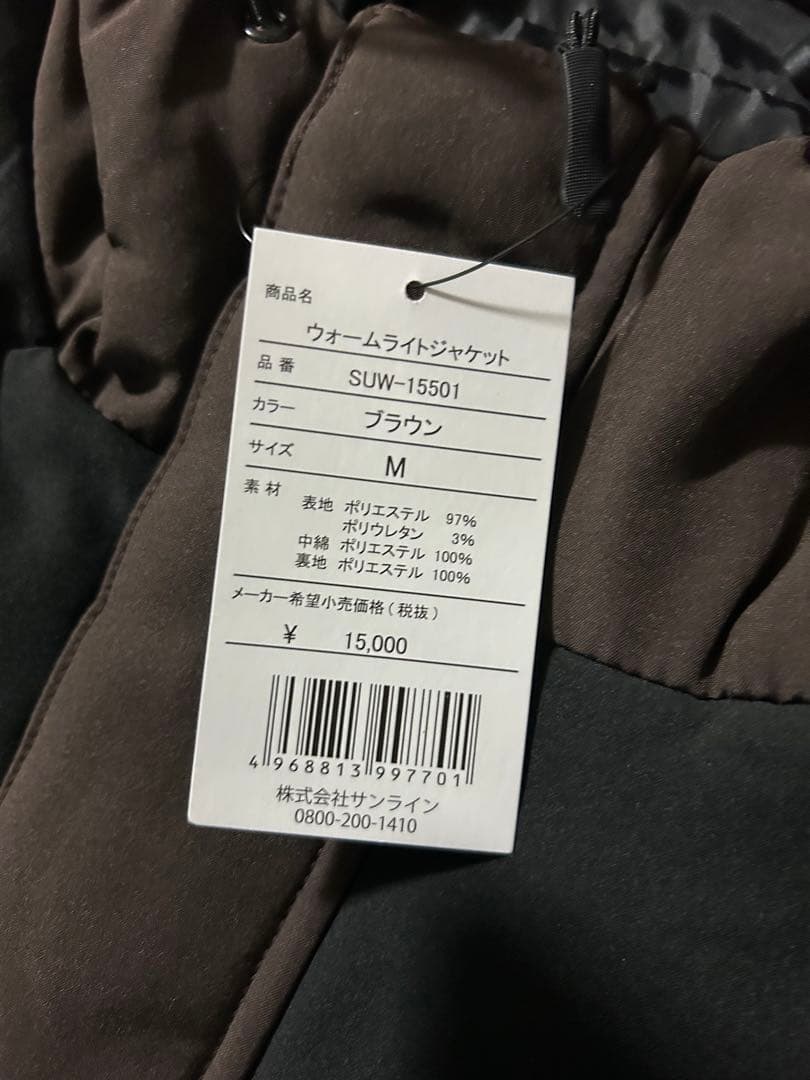 商品名
ウォームライトジャケット
品番 SUW-15501
カラー ブラウン
サイズ M
素材 表地 ポリエステル 97%
ポリウレタン 3%
中綿 ポリエステル 100%
裏地 ポリエステル 100%
メーカー希望小売価格(税抜)
¥ 15,000
4 968813 997701
株式会社サンライン
0800-200-1410